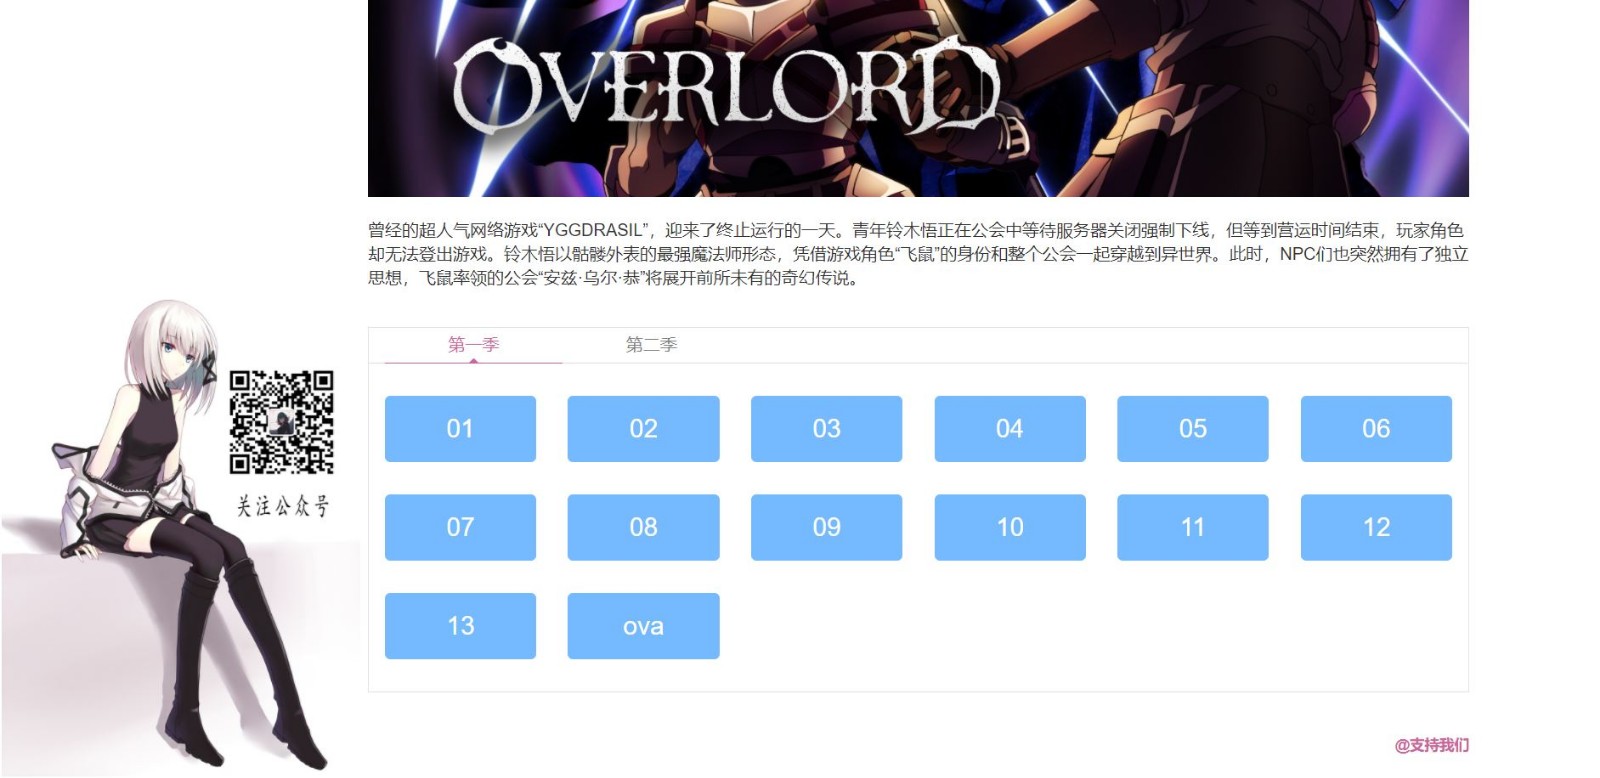 OVERLORD
曾经的超人气网络游戏“YGGDRASIL”，迎来了终止运行的一天。青年铃木悟正在公会中等待服务器关闭强制下线，但等到营运时间结束，玩家角色
却无法登出游戏。铃木悟以骷髅外表的最强魔法师形态，凭借游戏角色“飞鼠”的身份和整个公会一起穿越到异世界。此时，NPC们也突然拥有了独立
思想，飞鼠率领的公会“安兹·乌尔·恭”将展开前所未有的奇幻传说。
第一季 第二季
01 02 03 04 05 06
07 08 09 10 11 12
13 ova
关注公众号
@支持我们